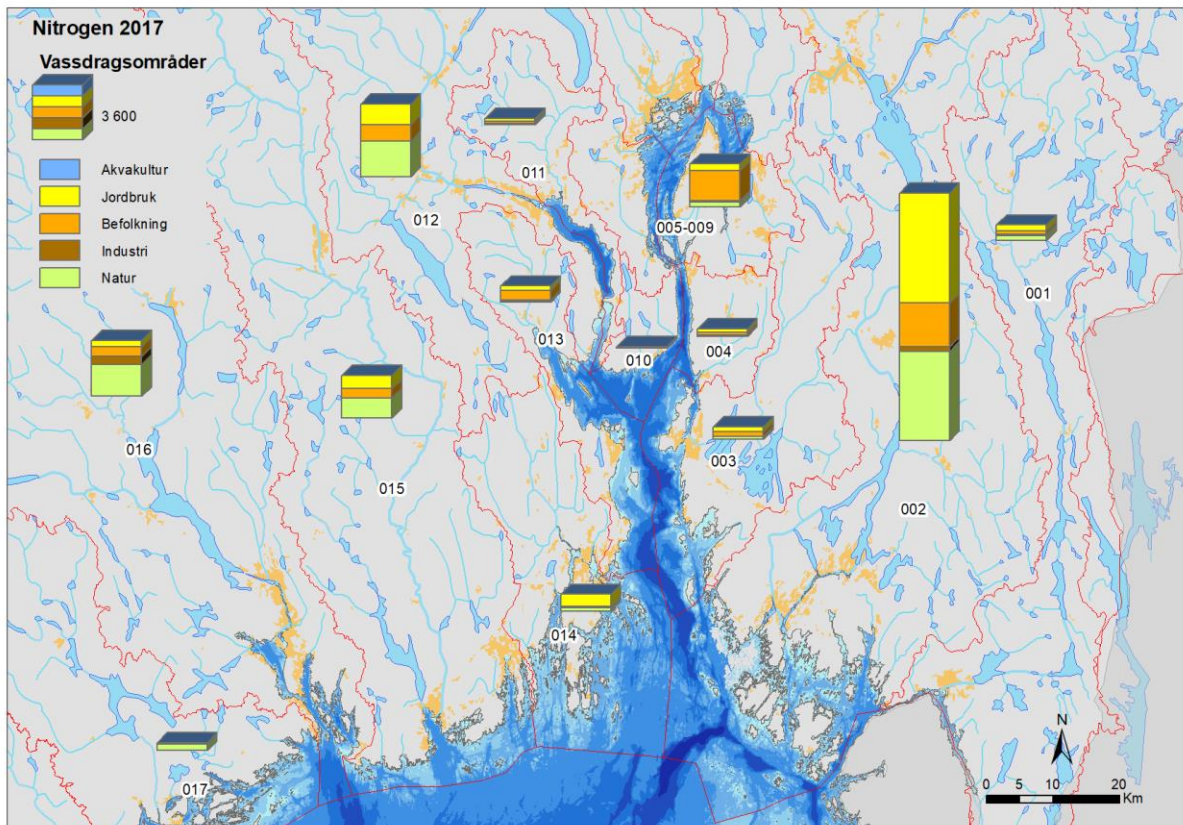 Nitrogen 2017
Vassdragsområder
3 600
Akvakultur
Jordbruk
Befolkning
Industri
Natur
011
012
005-009
001
013
010
004
003
016
015
002
014
017
N
0 5 10 20
Km